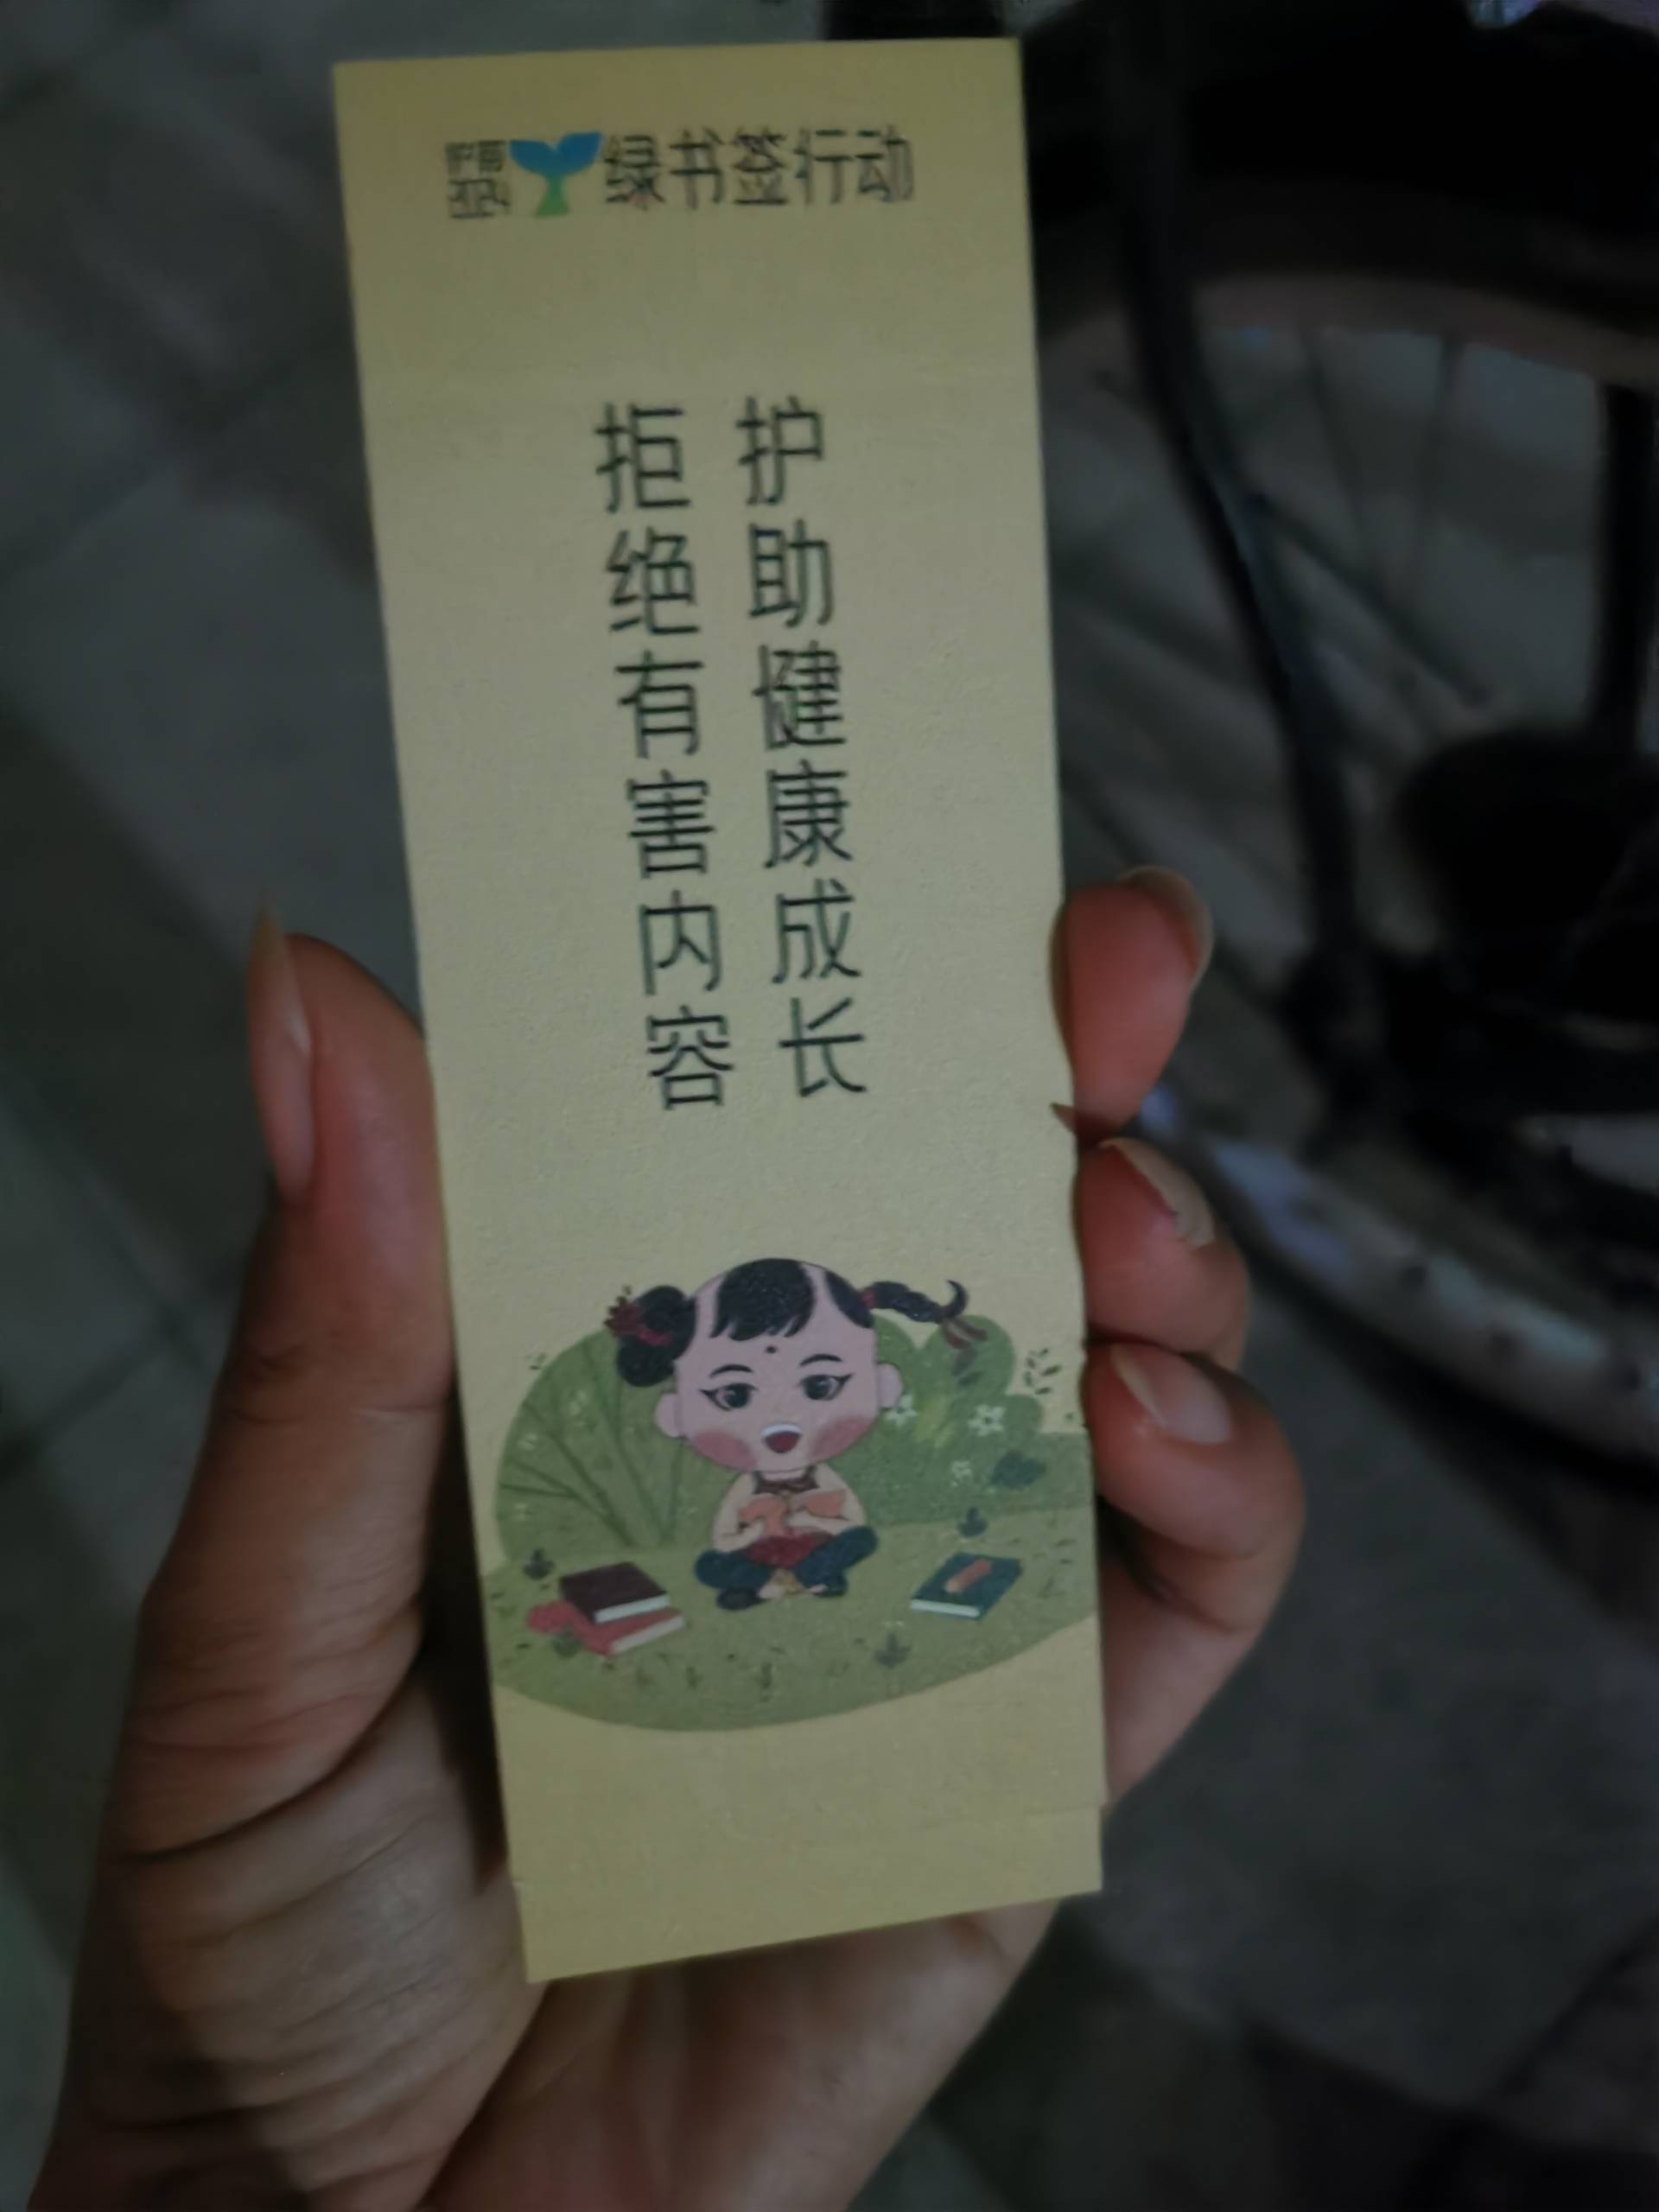 绿书签行动
护助健康成长
拒绝有害内容